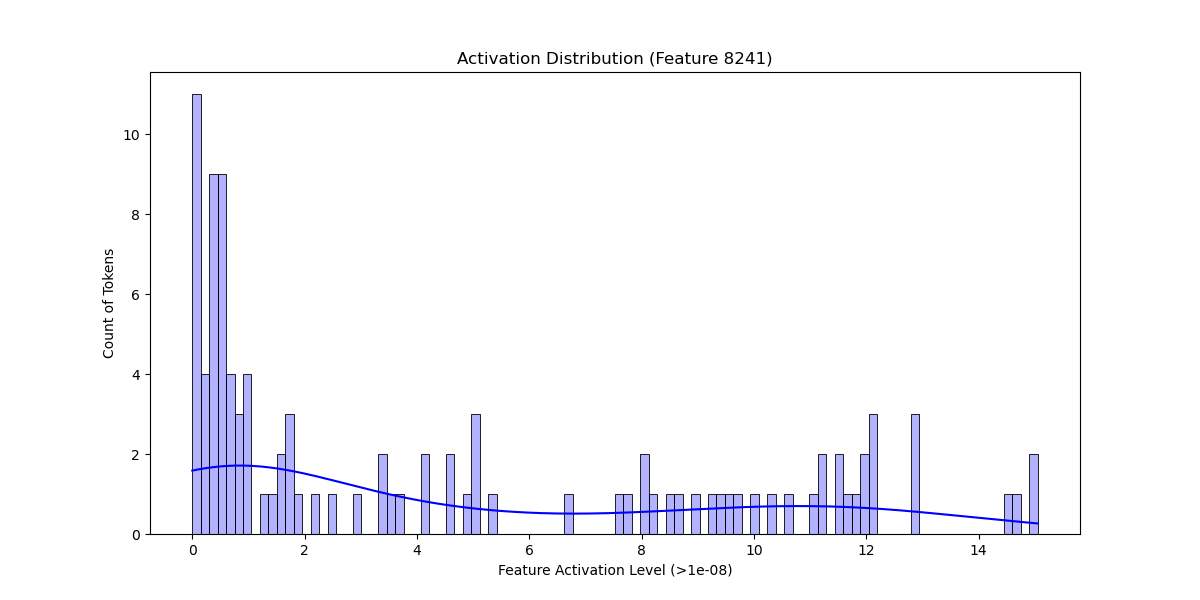 Activation Distribution (Feature 8241)
10
8
6
4
2
0
Count of Tokens
0 2 4 6 8 10 12 14
Feature Activation Level (>1e-08)